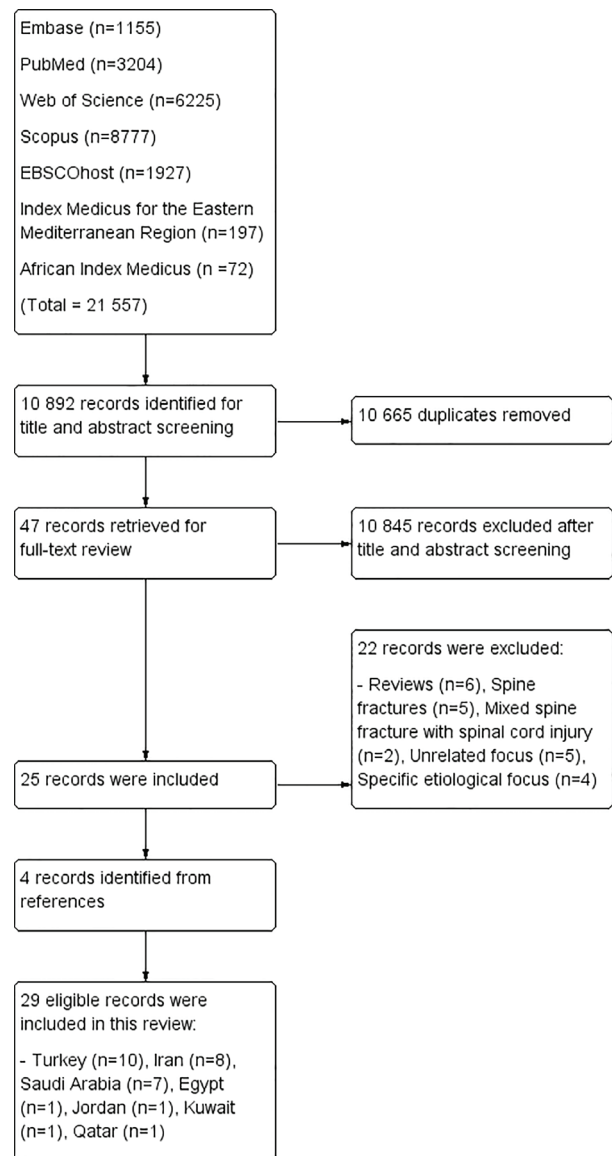 Embase (n=1155)
PubMed (n=3204)
Web of Science (n=6225)
Scopus (n=8777)
EBSCOhost (n=1927)
Index Medicus for the Eastern
Mediterranean Region (n=197)
African Index Medicus (n =72)
(Total = 21 557)
10 892 records identified for
title and abstract screening
10 665 duplicates removed
47 records retrieved for
full-text review
10 845 records excluded after
title and abstract screening
22 records were excluded:
- Reviews (n=6), Spine
fractures (n=5), Mixed spine
fracture with spinal cord injury
(n=2), Unrelated focus (n=5),
Specific etiological focus (n=4)
25 records were included
4 records identified from
references
29 eligible records were
included in this review:
- Turkey (n=10), Iran (n=8),
Saudi Arabia (n=7), Egypt
(n=1), Jordan (n=1), Kuwait
(n=1), Qatar (n=1)